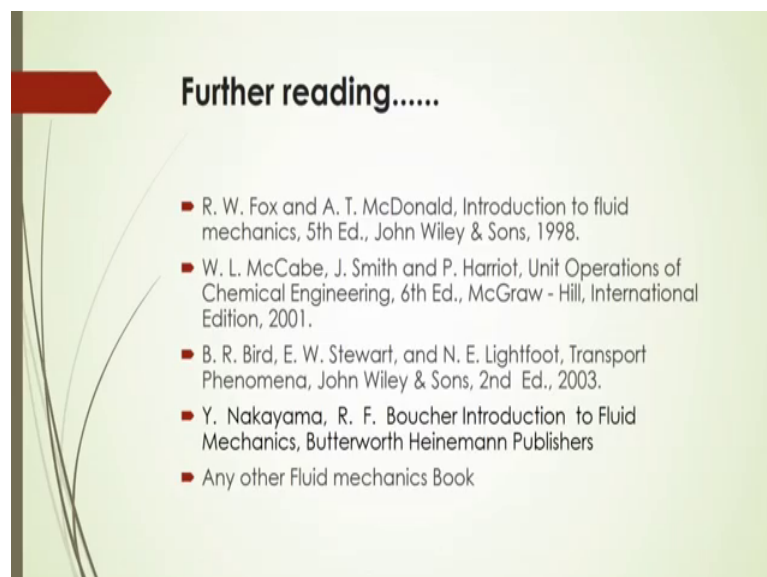 Further reading......
R. W. Fox and A. T. McDonald, Introduction to fluid
mechanics, 5th Ed., John Wiley & Sons, 1998.
W. L. McCabe, J. Smith and P. Harriot, Unit Operations of
Chemical Engineering, 6th Ed., McGraw - Hill, International
Edition, 2001.
B. R. Bird, E. W. Stewart, and N. E. Lightfoot, Transport
Phenomena, John Wiley & Sons, 2nd Ed., 2003.
Y. Nakayama, R. F. Boucher Introduction to Fluid
Mechanics, Butterworth Heinemann Publishers
Any other Fluid mechanics Book